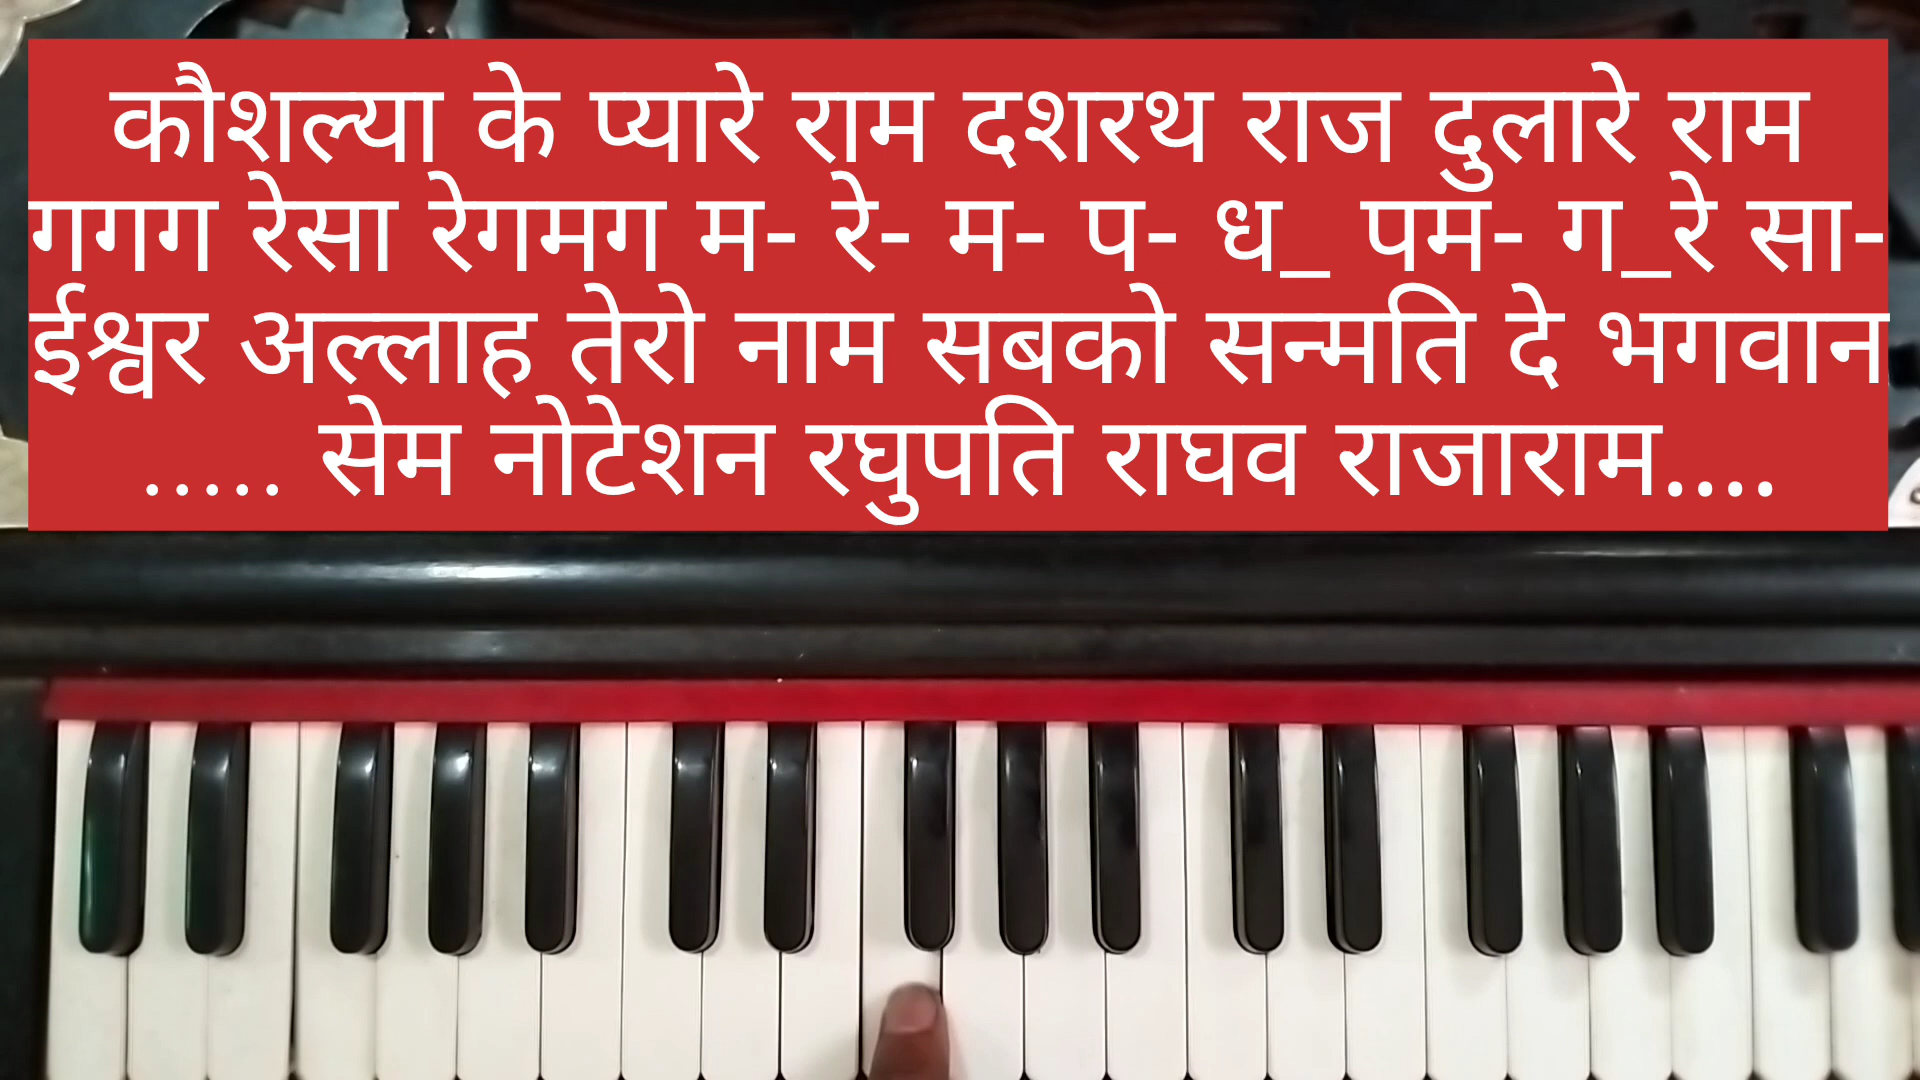 कौशल्या के प्यारे राम दशरथ राज दुलारे राम
गगग रेसा रेगमग म- रे- म- प- ध_ पम- ग_रे सा-
ईश्वर अल्लाह तेरो नाम सबको सन्मति दे भगवान
..... सेम नोटेशन रघुपति राघव राजाराम....